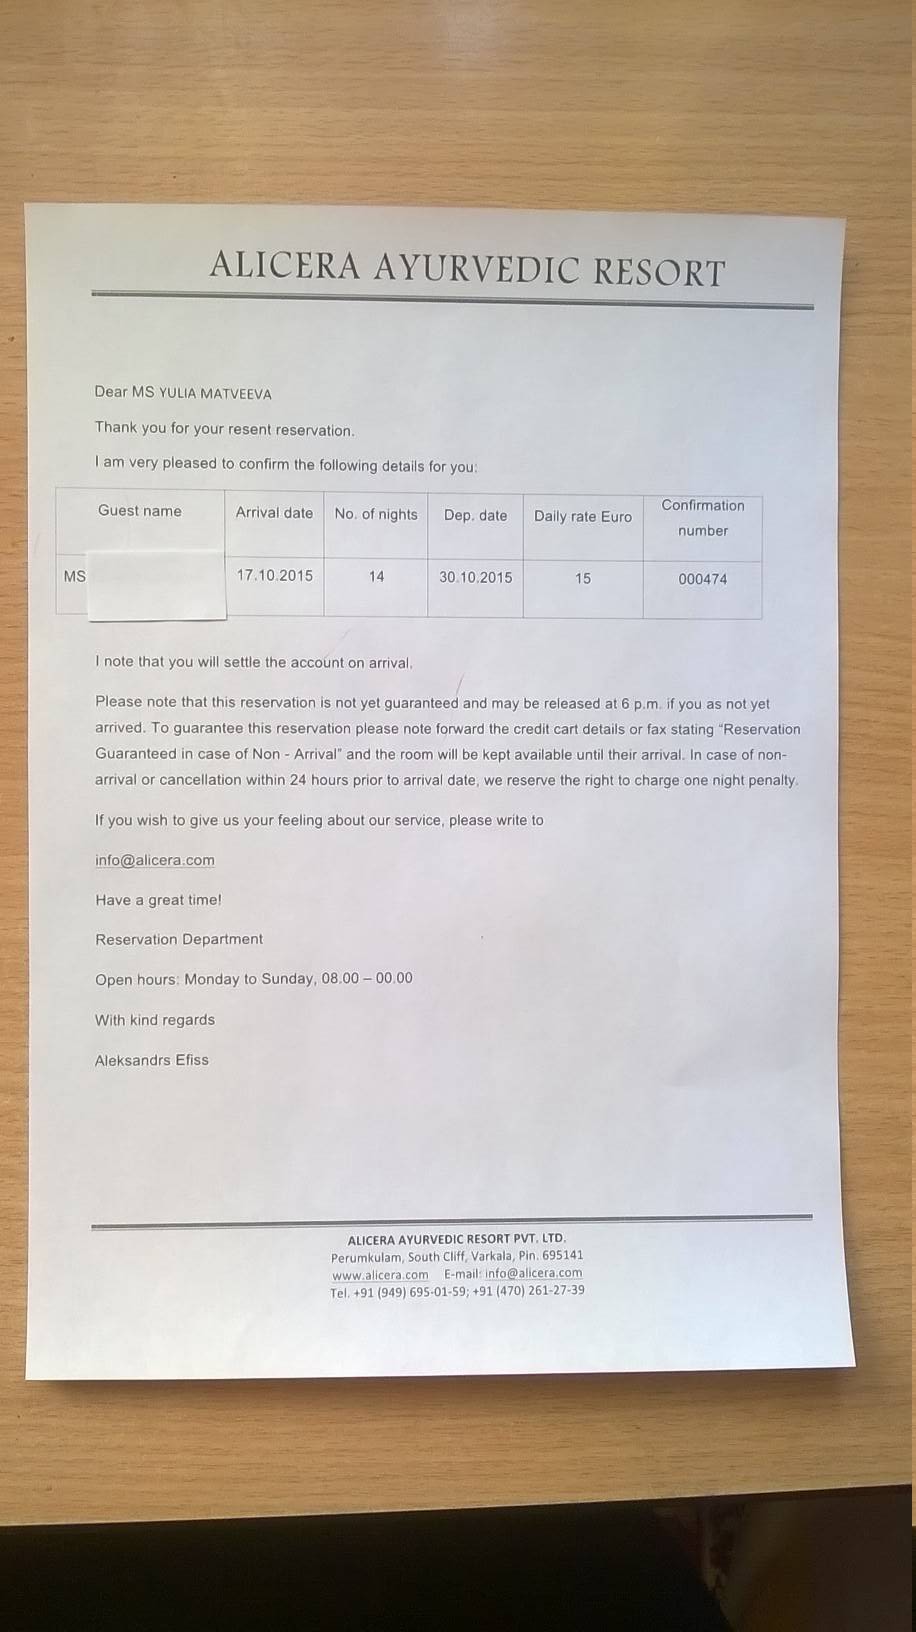 ALICERA AYURVEDIC RESORT
Dear MS YULIA MATVEEVA
Thank you for your resent reservation.
I am very pleased to confirm the following details for you:
Guest name Arrival date No. of nights Dep. date Daily rate Euro Confirmation number
MS 17.10.2015 14 30.10.2015 15 000474
I note that you will settle the account on arrival.
Please note that this reservation is not yet guaranteed and may be released at 6 p.m. if you as not yet
arrived. To guarantee this reservation please note forward the credit cart details or fax stating “Reservation
Guaranteed in case of Non - Arrival” and the room will be kept available until their arrival. In case of non-
arrival or cancellation within 24 hours prior to arrival date, we reserve the right to charge one night penalty.
If you wish to give us your feeling about our service, please write to
info@alicera.com
Have a great time!
Reservation Department
Open hours: Monday to Sunday, 08.00 – 00.00
With kind regards
Aleksandrs Efiss
ALICERA AYURVEDIC RESORT PVT. LTD.
Perumkulam, South Cliff, Varkala, Pin. 695141
www.alicera.com E-mail: info@alicera.com
Tel. +91 (949) 695-01-59; +91 (470) 261-27-39